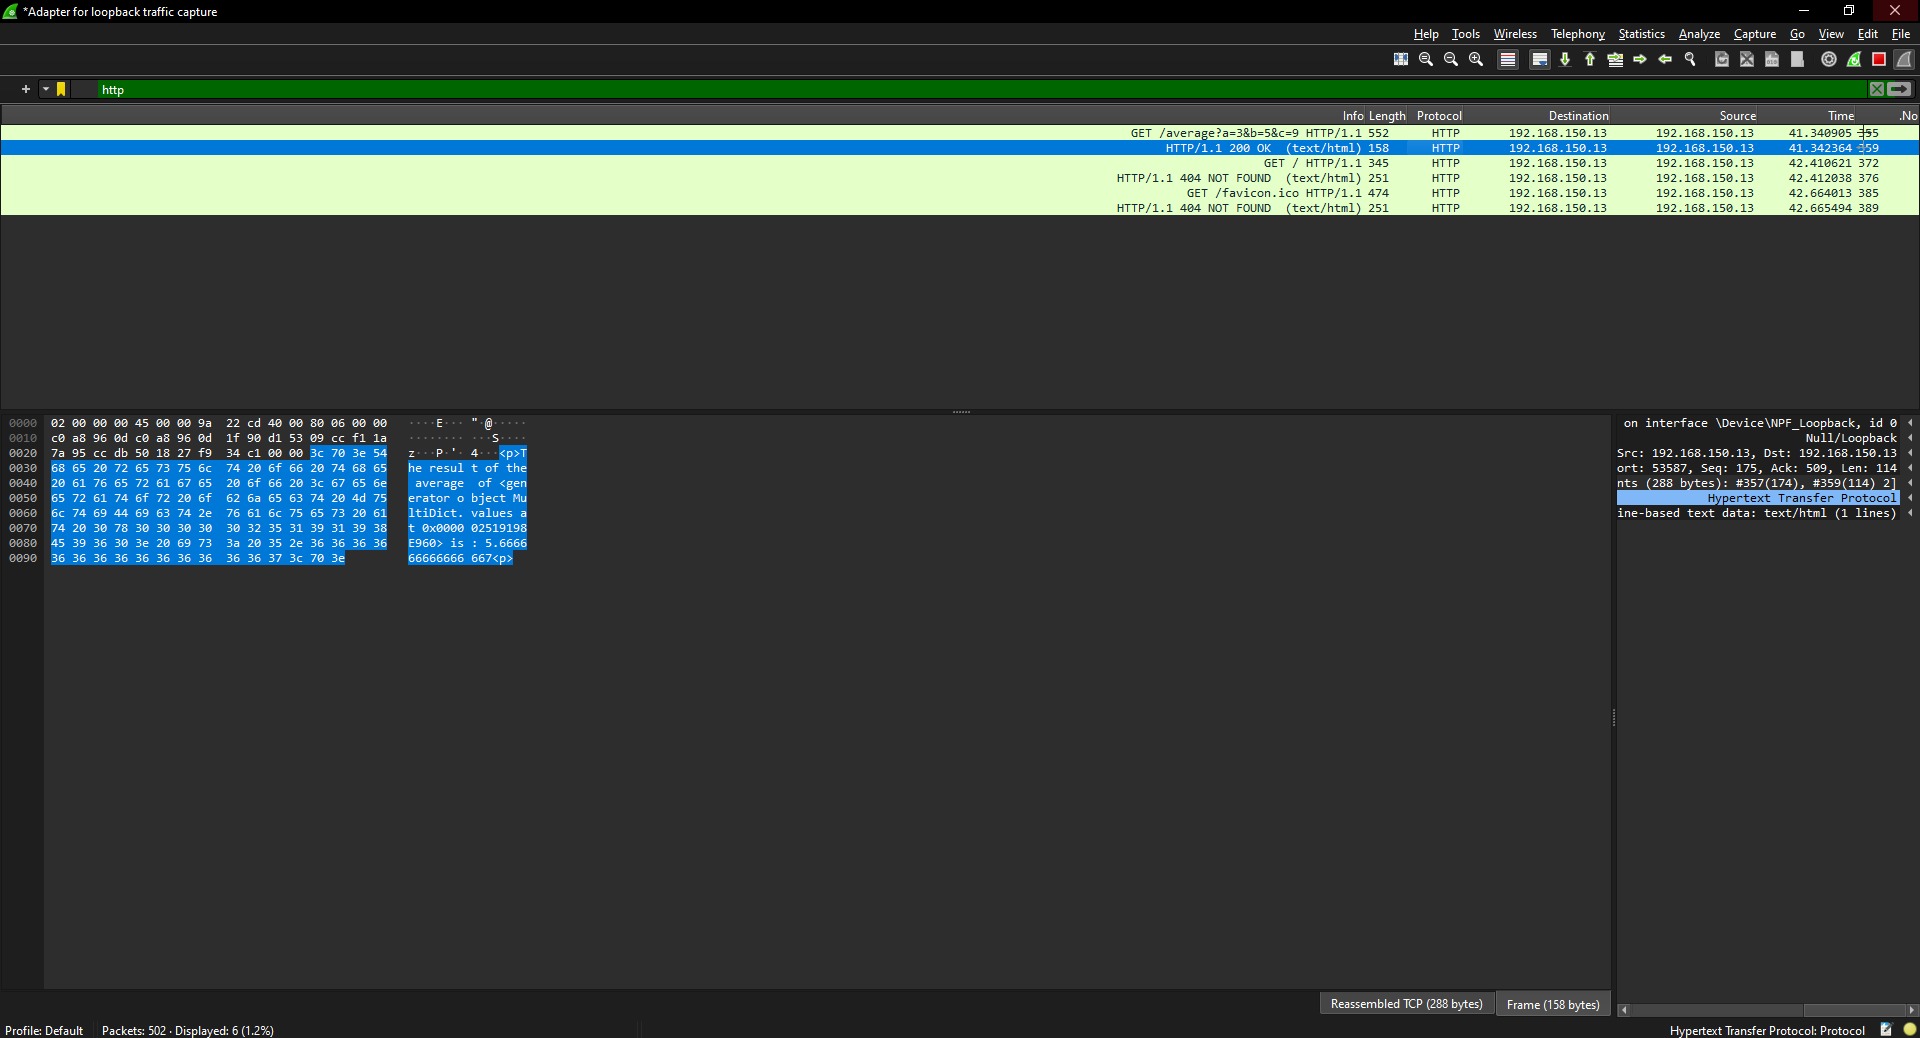 *Adapter for loopback traffic capture
Help Tools Wireless Telephony Statistics Analyze Capture Go View Edit File
http
Info Length Protocol Destination Source Time .No
GET /average?a=3&b=5&c=9 HTTP/1.1 552 HTTP 192.168.150.13 192.168.150.13 41.340905 355
HTTP/1.1 200 OK (text/html) 158 HTTP 192.168.150.13 192.168.150.13 41.342364 359
GET / HTTP/1.1 345 HTTP 192.168.150.13 192.168.150.13 42.410621 372
HTTP/1.1 404 NOT FOUND (text/html) 251 HTTP 192.168.150.13 192.168.150.13 42.412038 376
GET /favicon.ico HTTP/1.1 474 HTTP 192.168.150.13 192.168.150.13 42.664013 385
HTTP/1.1 404 NOT FOUND (text/html) 251 HTTP 192.168.150.13 192.168.150.13 42.665494 389
0000 02 00 00 00 45 00 00 9a 22 cd 40 00 80 06 00 00 ····E··· "·@·····
0010 c0 a8 96 0d c0 a8 96 0d 1f 90 d1 53 09 cc f1 1a ········ ···S····
0020 7a 95 cc db 50 18 27 f9 34 c1 00 00 3c 70 3e 54 z···P·'· 4···<p>T
0030 68 65 20 72 65 73 75 6c 74 20 6f 66 20 74 68 65 he resul t of the
0040 20 61 76 65 72 61 67 65 20 6f 66 20 3c 67 65 6e average of <gen
0050 65 72 61 74 6f 72 20 6f 62 6a 65 63 74 20 4d 75 erator o bject Mu
0060 6c 74 69 44 69 63 74 2e 76 61 6c 75 65 73 20 61 ltiDict. values a
0070 74 20 30 78 30 30 30 30 30 32 35 31 39 31 39 38 t 0x0000 02519198
0080 45 39 36 30 3e 20 69 73 3a 20 35 2e 36 36 36 36 E960> is : 5.6666
0090 36 36 36 36 36 36 36 36 36 36 37 3c 70 3e 66666666 667<p>
on interface \Device\NPF_Loopback, id 0
Null/Loopback
Src: 192.168.150.13, Dst: 192.168.150.13
ort: 53587, Seq: 175, Ack: 509, Len: 114
nts (288 bytes): #357(174), #359(114) 2]
Hypertext Transfer Protocol
ine-based text data: text/html (1 lines)
Reassembled TCP (288 bytes) Frame (158 bytes)
Profile: Default Packets: 502 · Displayed: 6 (1.2%) Hypertext Transfer Protocol: Protocol